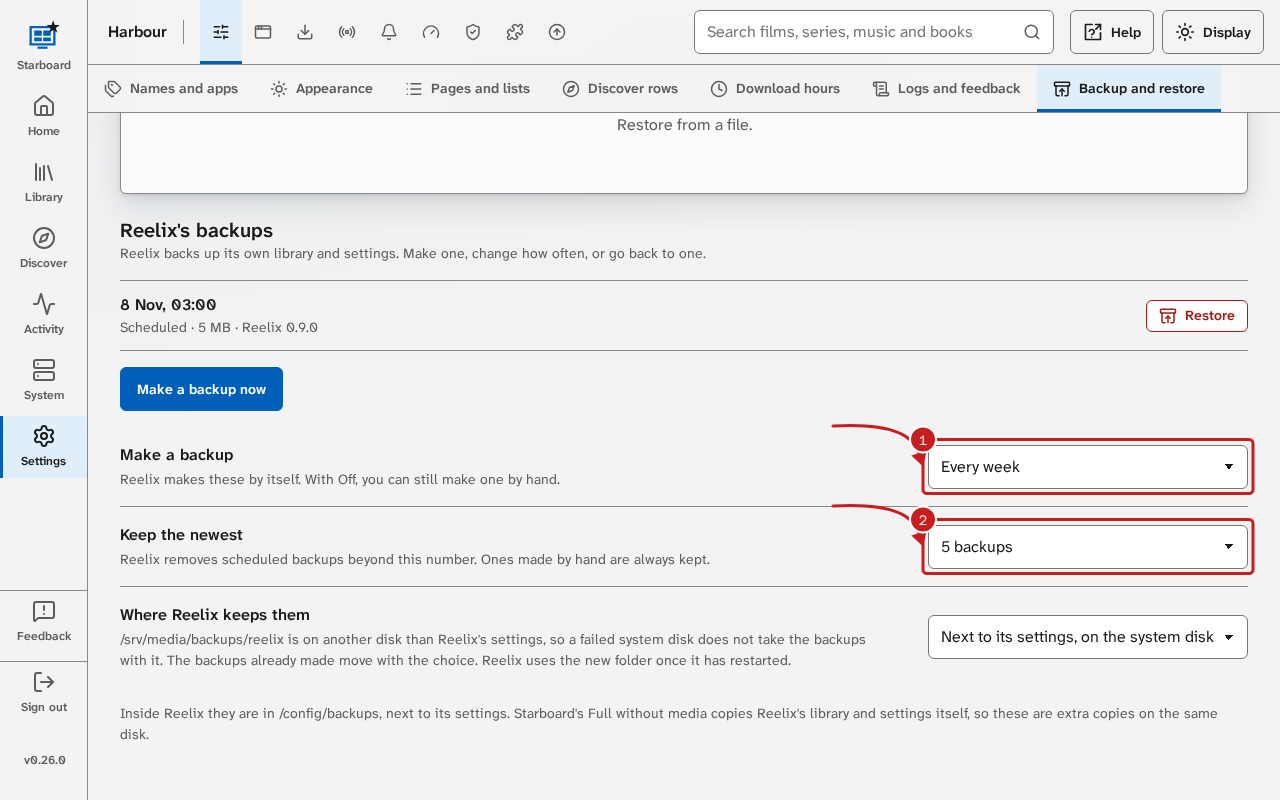 Starboard
Home
Library
Discover
Activity
System
Settings
Feedback
Sign out
v0.26.0
Harbour
Search films, series, music and books
Help
Display
Names and apps
Appearance
Pages and lists
Discover rows
Download hours
Logs and feedback
Backup and restore
Restore from a file.
Reelix's backups
Reelix backs up its own library and settings. Make one, change how often, or go back to one.
8 Nov, 03:00
Scheduled · 5 MB · Reelix 0.9.0
Restore
Make a backup now
Make a backup
Reelix makes these by itself. With Off, you can still make one by hand.
1
Every week
Keep the newest
Reelix removes scheduled backups beyond this number. Ones made by hand are always kept.
2
5 backups
Where Reelix keeps them
/srv/media/backups/reelix is on another disk than Reelix's settings, so a failed system disk does not take the backups
with it. The backups already made move with the choice. Reelix uses the new folder once it has restarted.
Next to its settings, on the system disk
Inside Reelix they are in /config/backups, next to its settings. Starboard's Full without media copies Reelix's library and settings itself, so these are extra copies on the same
disk.